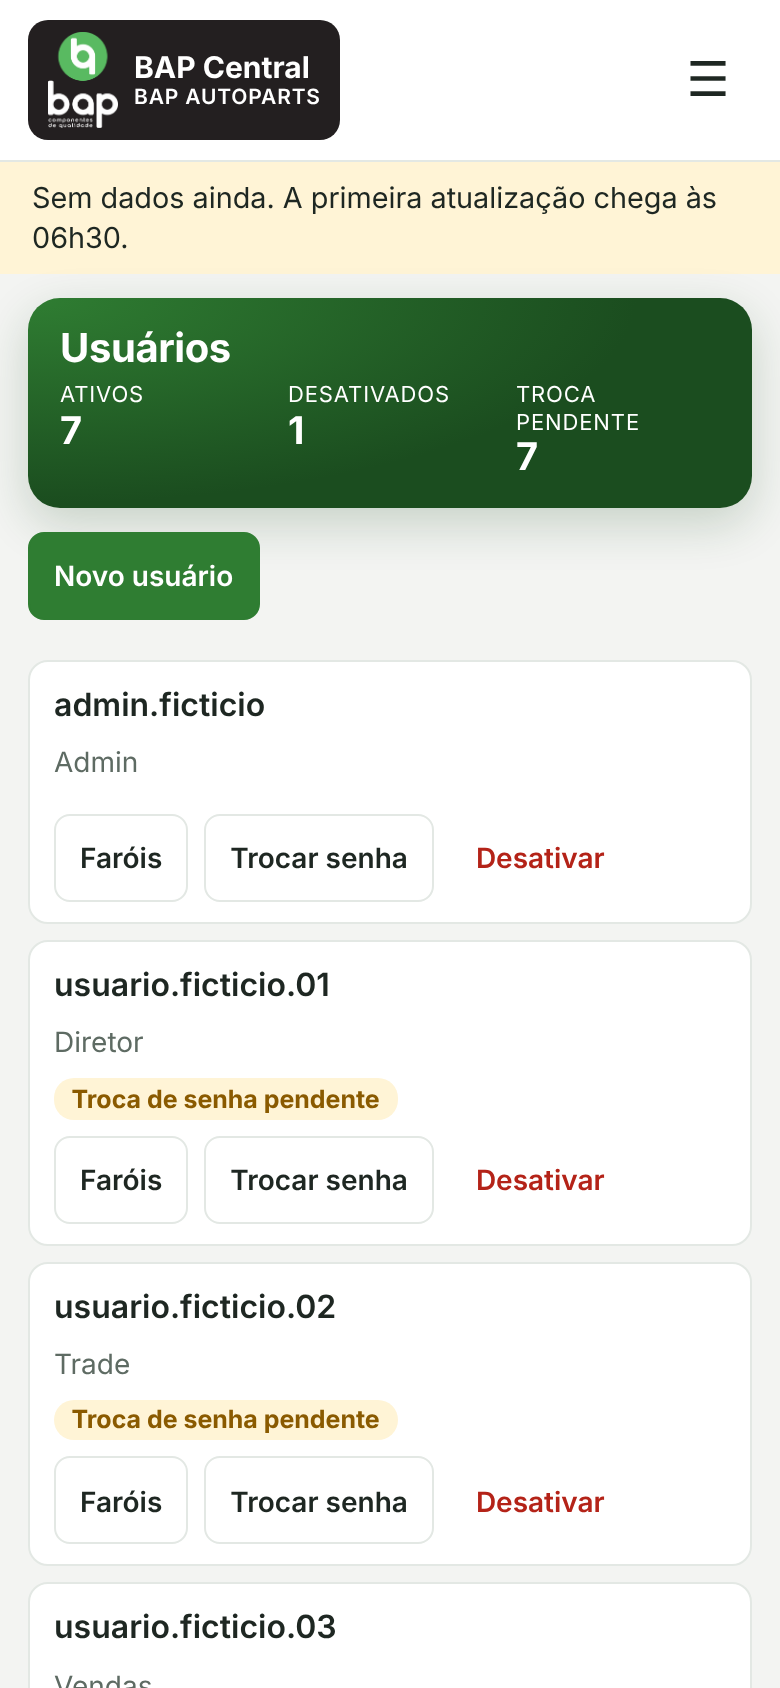 bap
componentes
de qualidade
BAP Central
BAP AUTOPARTS
Sem dados ainda. A primeira atualização chega às
06h30.
Usuários
ATIVOS
7
DESATIVADOS
1
TROCA
PENDENTE
7
Novo usuário
admin.ficticio
Admin
Faróis
Trocar senha
Desativar
usuario.ficticio.01
Diretor
Troca de senha pendente
Faróis
Trocar senha
Desativar
usuario.ficticio.02
Trade
Troca de senha pendente
Faróis
Trocar senha
Desativar
usuario.ficticio.03
Vendas